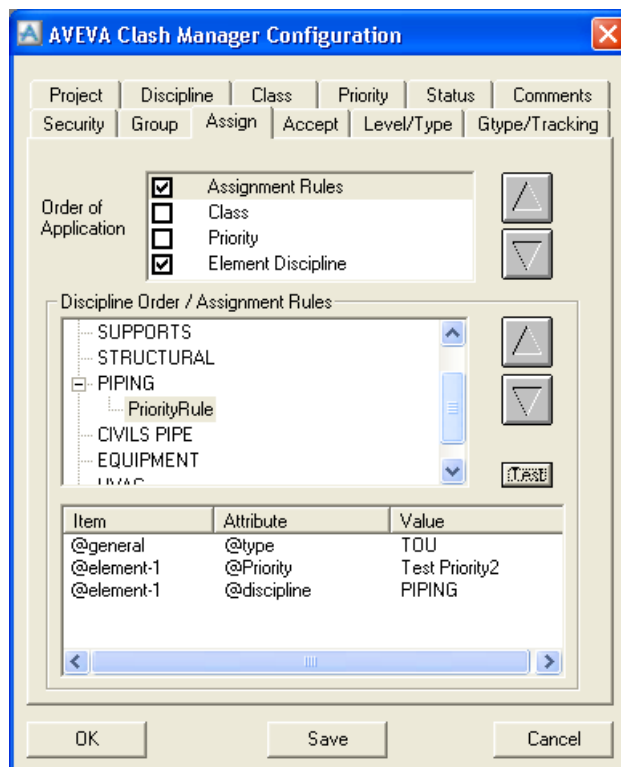 AVEVA Clash Manager Configuration
Project Discipline Class Priority Status Comments
Security Group Assign Accept Level/Type Gtype/Tracking
Order of Application
Assignment Rules
Class
Priority
Element Discipline
Discipline Order / Assignment Rules
SUPPORTS
STRUCTURAL
PIPING
PriorityRule
CIVILS PIPE
EQUIPMENT
HVAC
Test
Item Attribute Value
@general @type TOU
@element-1 @Priority Test Priority2
@element-1 @discipline PIPING
OK Save Cancel